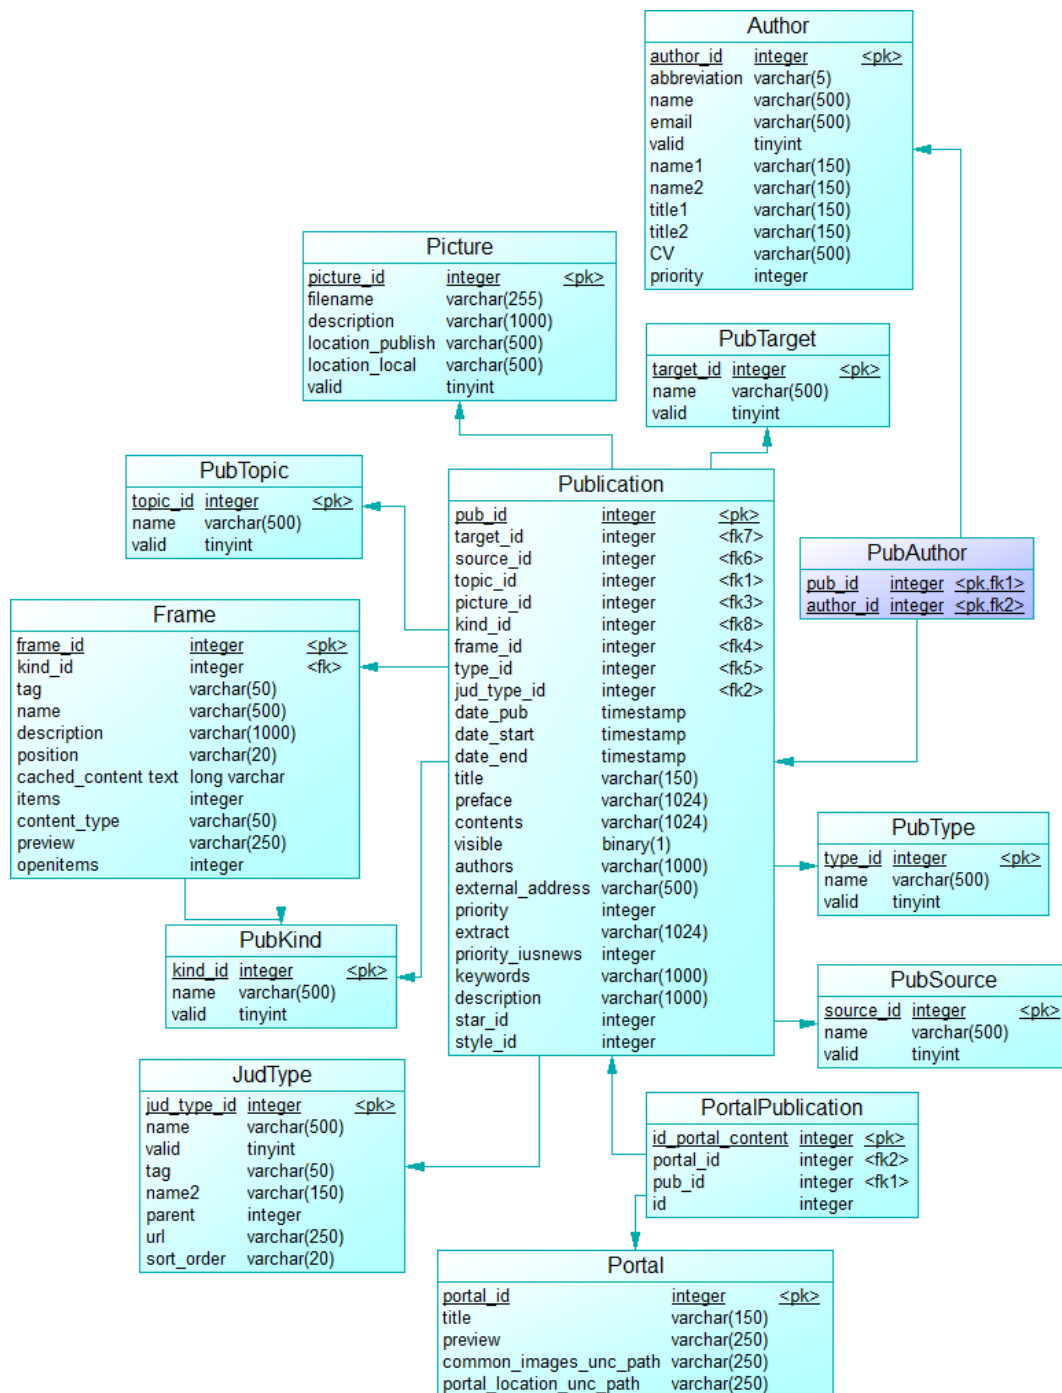 Author
author_id integer <pk>
abbreviation varchar(5)
name varchar(500)
email varchar(500)
valid tinyint
name1 varchar(150)
name2 varchar(150)
title1 varchar(150)
title2 varchar(150)
CV varchar(500)
priority integer
Picture
picture_id integer <pk>
filename varchar(255)
description varchar(1000)
location_publish varchar(500)
location_local varchar(500)
valid tinyint
PubTarget
target_id integer <pk>
name varchar(500)
valid tinyint
PubTopic
topic_id integer <pk>
name varchar(500)
valid tinyint
Publication
pub_id integer <pk>
target_id integer <fk7>
source_id integer <fk6>
topic_id integer <fk1>
picture_id integer <fk3>
kind_id integer <fk8>
frame_id integer <fk4>
type_id integer <fk5>
jud_type_id integer <fk2>
date_pub timestamp
date_start timestamp
date_end timestamp
title varchar(150)
preface varchar(1024)
contents varchar(1024)
visible binary(1)
authors varchar(1000)
external_address varchar(500)
priority integer
extract varchar(1024)
priority_iusnews integer
keywords varchar(1000)
description varchar(1000)
star_id integer
style_id integer
PubAuthor
pub_id integer <pk,fk1>
author_id integer <pk,fk2>
Frame
frame_id integer <pk>
kind_id integer <fk>
tag varchar(50)
name varchar(500)
description varchar(1000)
position varchar(20)
cached_content text long varchar
items integer
content_type varchar(50)
preview varchar(250)
openitems integer
PubType
type_id integer <pk>
name varchar(500)
valid tinyint
PubKind
kind_id integer <pk>
name varchar(500)
valid tinyint
PubSource
source_id integer <pk>
name varchar(500)
valid tinyint
JudType
jud_type_id integer <pk>
name varchar(500)
valid tinyint
tag varchar(50)
name2 varchar(150)
parent integer
url varchar(250)
sort_order varchar(20)
PortalPublication
id_portal_content integer <pk>
portal_id integer <fk2>
pub_id integer <fk1>
id integer
Portal
portal_id integer <pk>
title varchar(150)
preview varchar(250)
common_images_unc_path varchar(250)
portal_location_unc_path varchar(250)